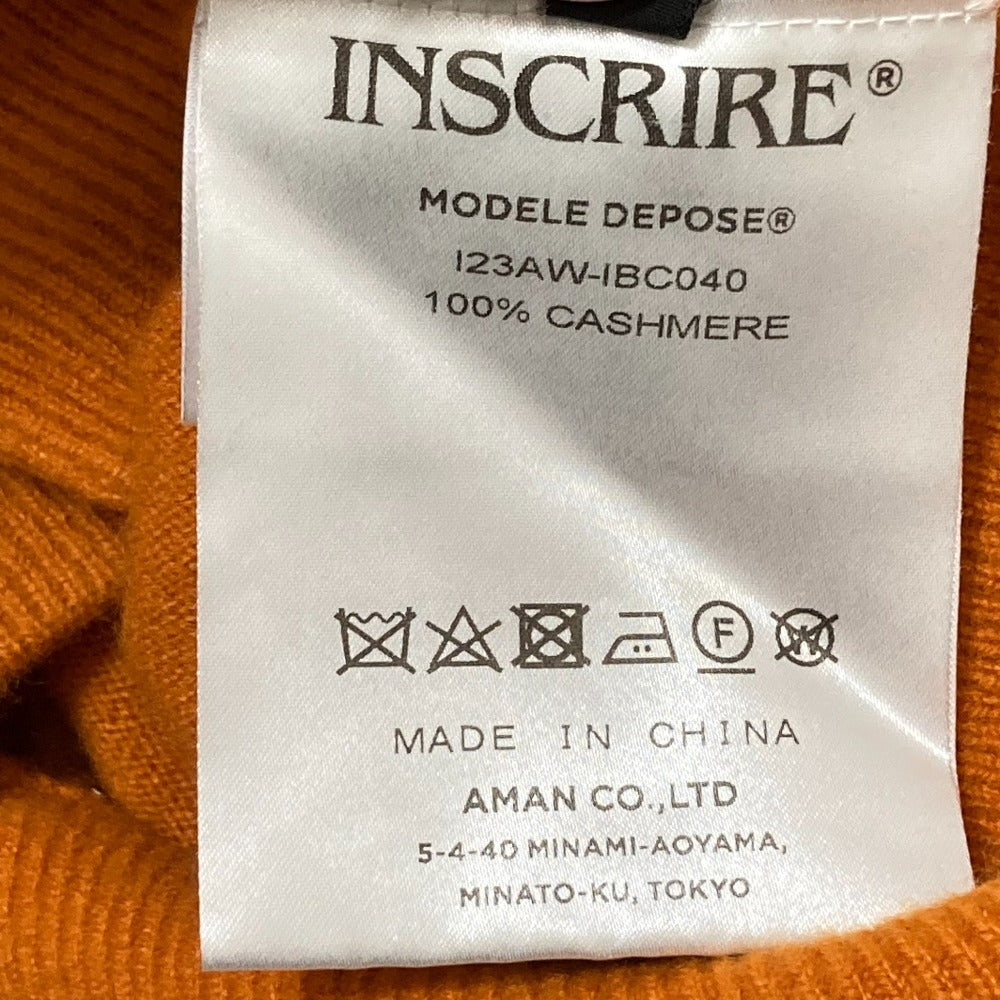 INSCRIRE®
MODELE DEPOSE®
I23AW-IBC040
100% CASHMERE
F W
MADE IN CHINA
AMAN CO.,LTD
5-4-40 MINAMI-AOYAMA,
MINATO-KU, TOKYO